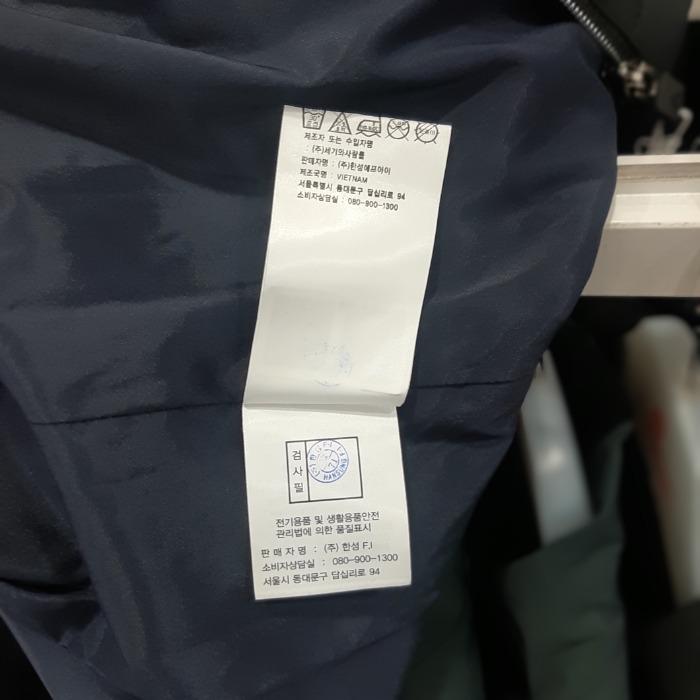 제조자 또는 수입자명
: (주)세기와사람들
판매자명 : (주)한성에프아이
제조국명 : VIETNAM
서울특별시 동대문구 답십리로 94
소비자상담실 : 080-900-1300
검사필
HANSUNG F.I
전기용품 및 생활용품안전
관리법에 의한 품질표시
판 매 자 명 : (주) 한성 F.I
소비자상담실 : 080-900-1300
서울시 동대문구 답십리로 94